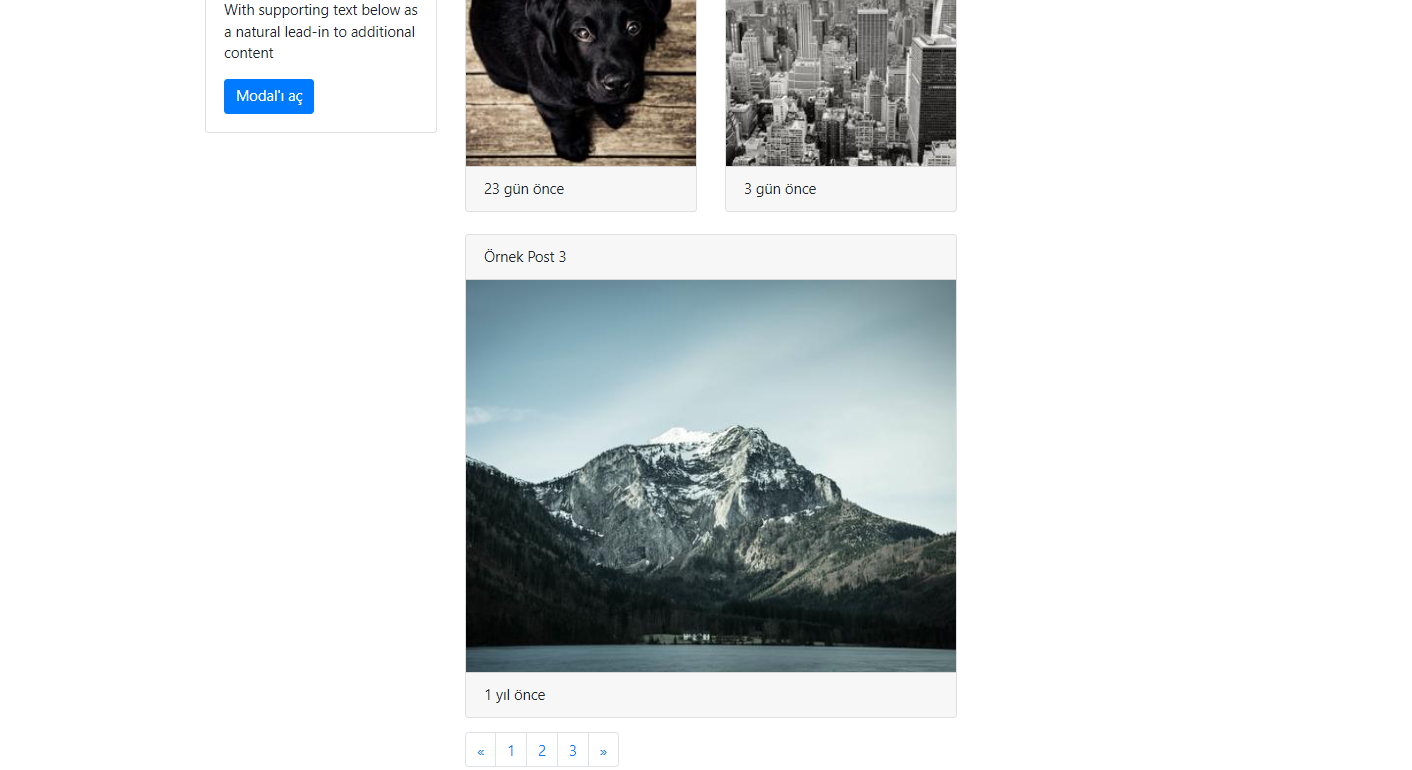 With supporting text below as
a natural lead-in to additional
content
Modal'ı aç
23 gün önce
3 gün önce
Örnek Post 3
1 yıl önce
« 1 2 3 »